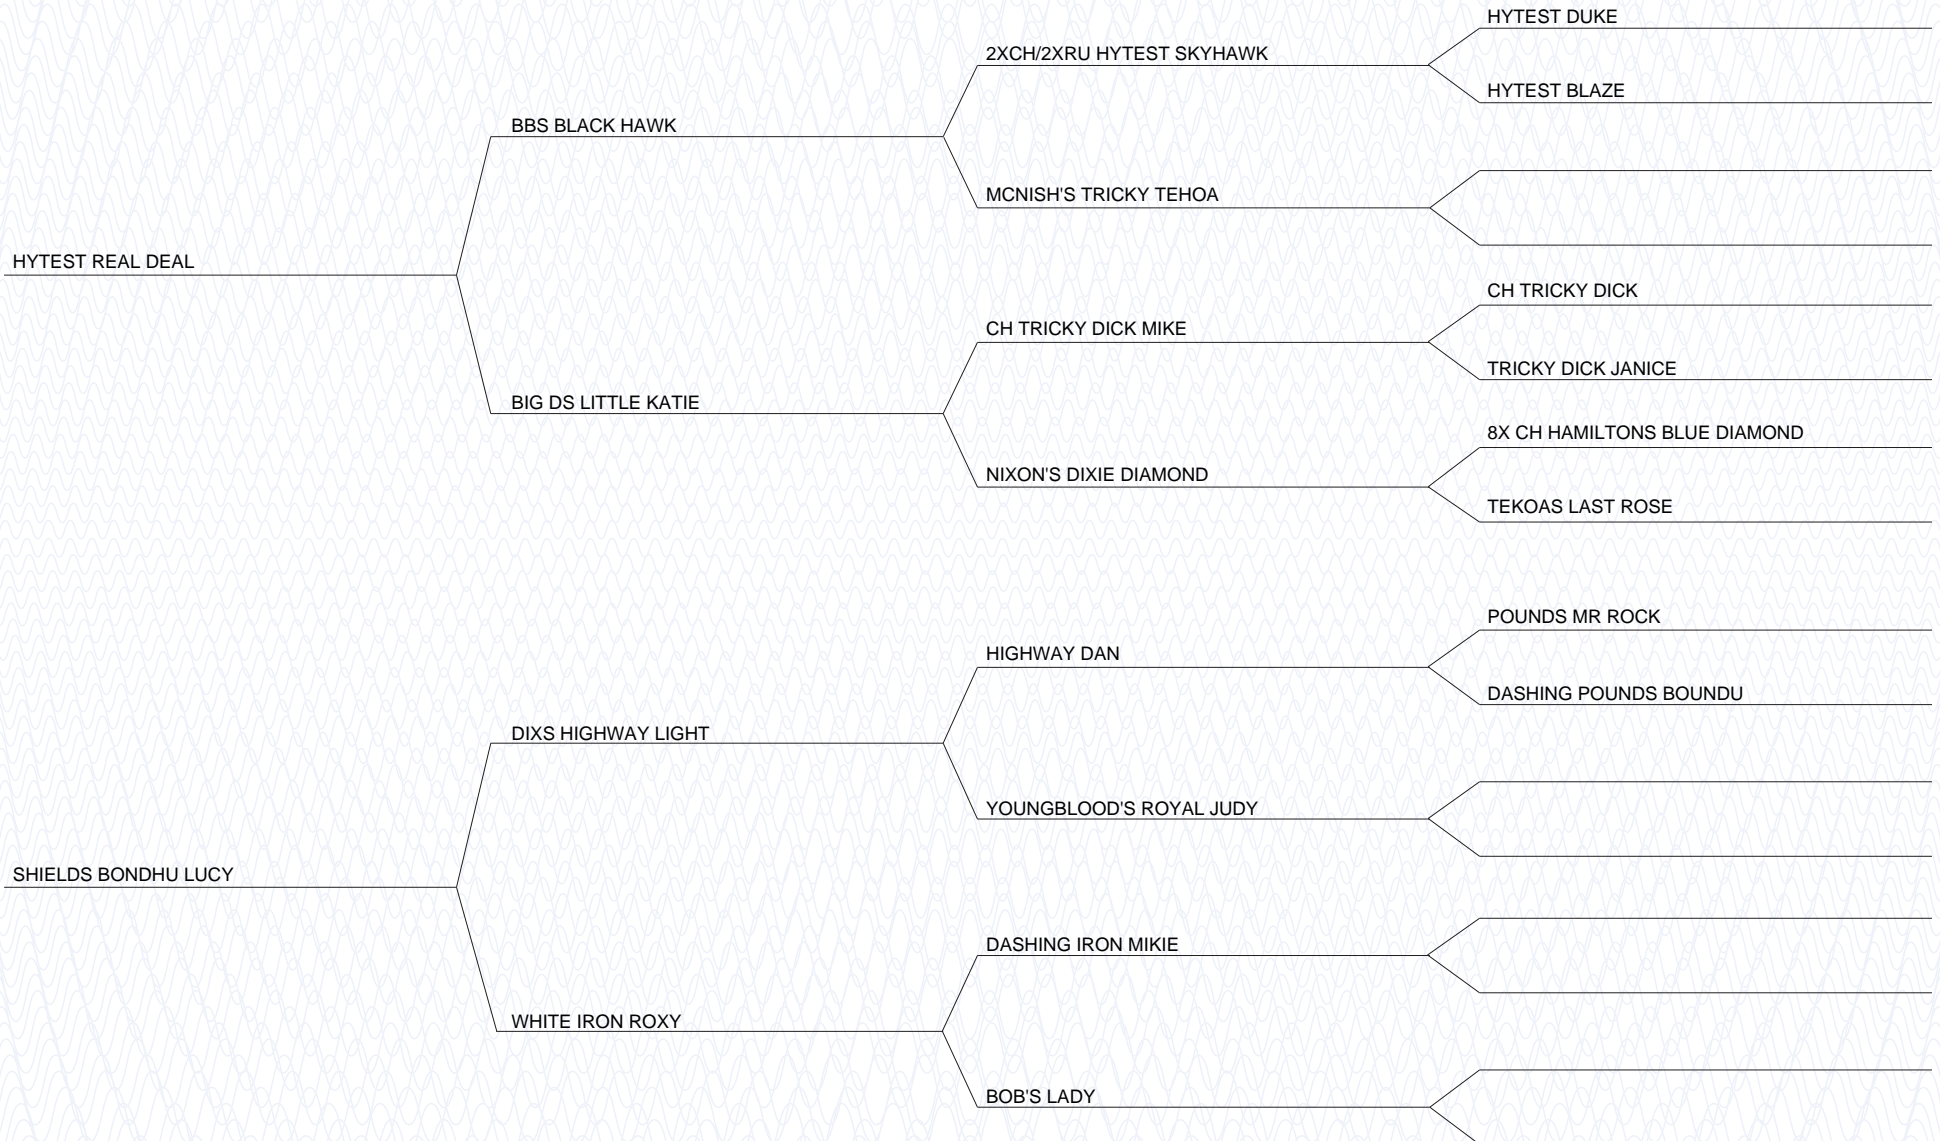 HYTEST DUKE
2XCH/2XRU HYTEST SKYHAWK
HYTEST BLAZE
BBS BLACK HAWK
MCNISH'S TRICKY TEHOA
HYTEST REAL DEAL
CH TRICKY DICK
CH TRICKY DICK MIKE
TRICKY DICK JANICE
BIG DS LITTLE KATIE
8X CH HAMILTONS BLUE DIAMOND
NIXON'S DIXIE DIAMOND
TEKOAS LAST ROSE
POUNDS MR ROCK
HIGHWAY DAN
DASHING POUNDS BOUNDU
DIXS HIGHWAY LIGHT
YOUNGBLOOD'S ROYAL JUDY
SHIELDS BONDHU LUCY
DASHING IRON MIKIE
WHITE IRON ROXY
BOB'S LADY